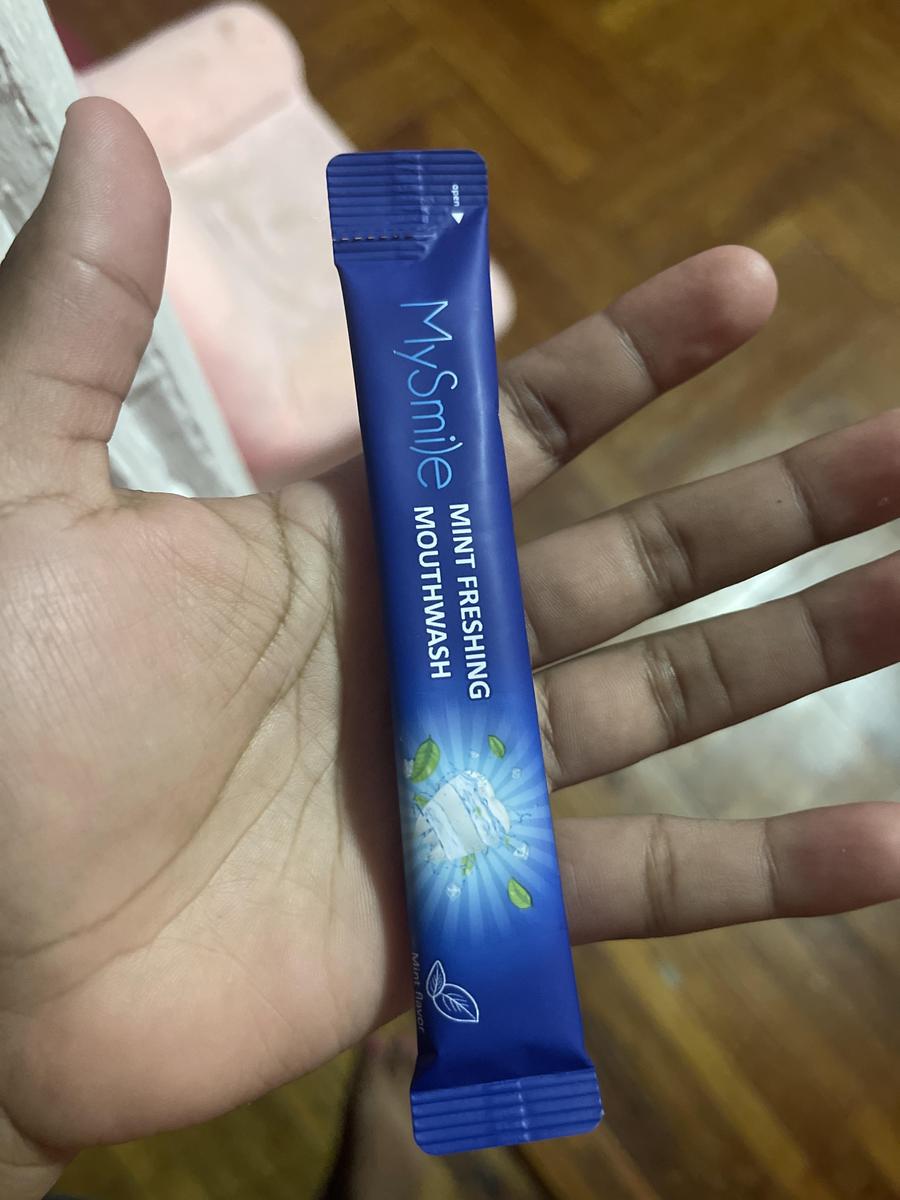 open
MySmile
MINT FRESHING
MOUTHWASH
Mint flavor